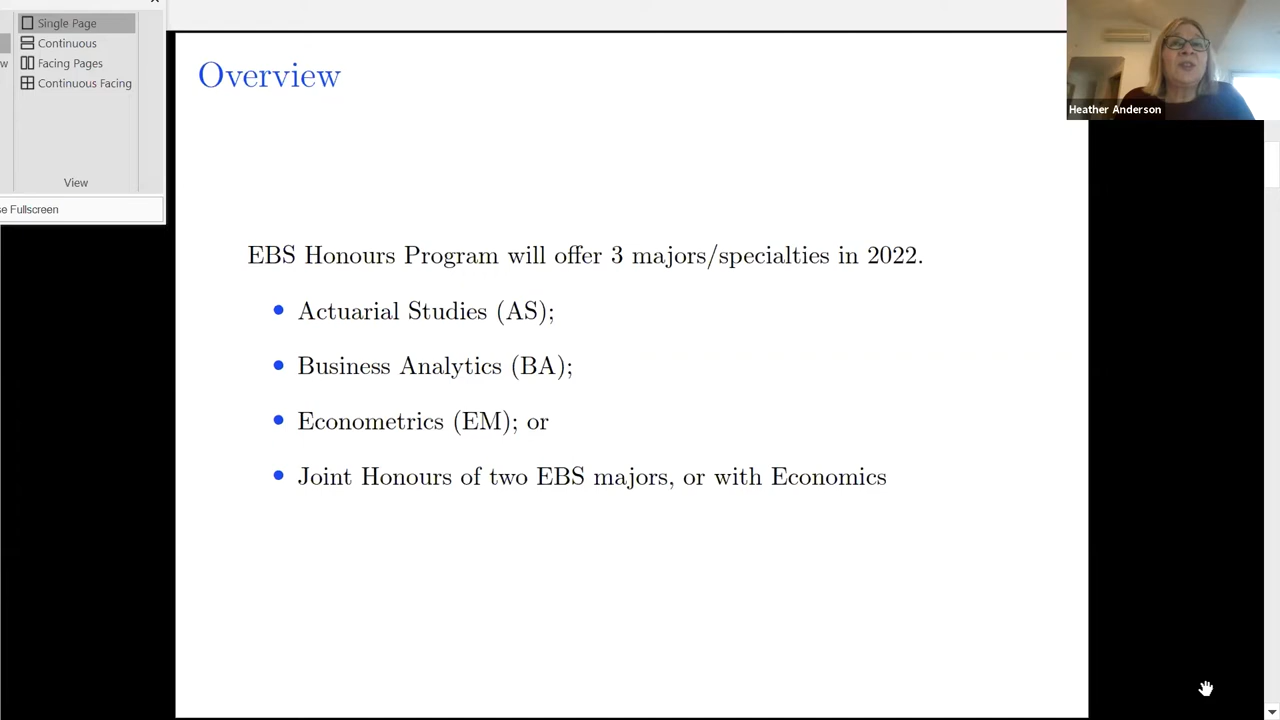 Single Page
Continuous
Facing Pages
Continuous Facing
View
Fullscreen
Overview
Heather Anderson
EBS Honours Program will offer 3 majors/specialties in 2022.
• Actuarial Studies (AS);
• Business Analytics (BA);
• Econometrics (EM); or
• Joint Honours of two EBS majors, or with Economics